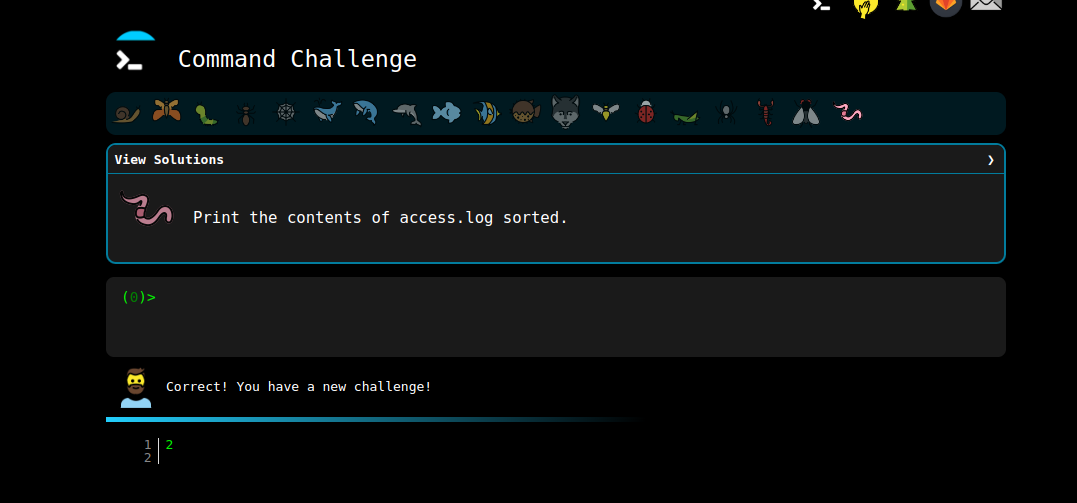 Command Challenge
View Solutions ❯
Print the contents of access.log sorted.
(0)>
Correct! You have a new challenge!
1 2
2